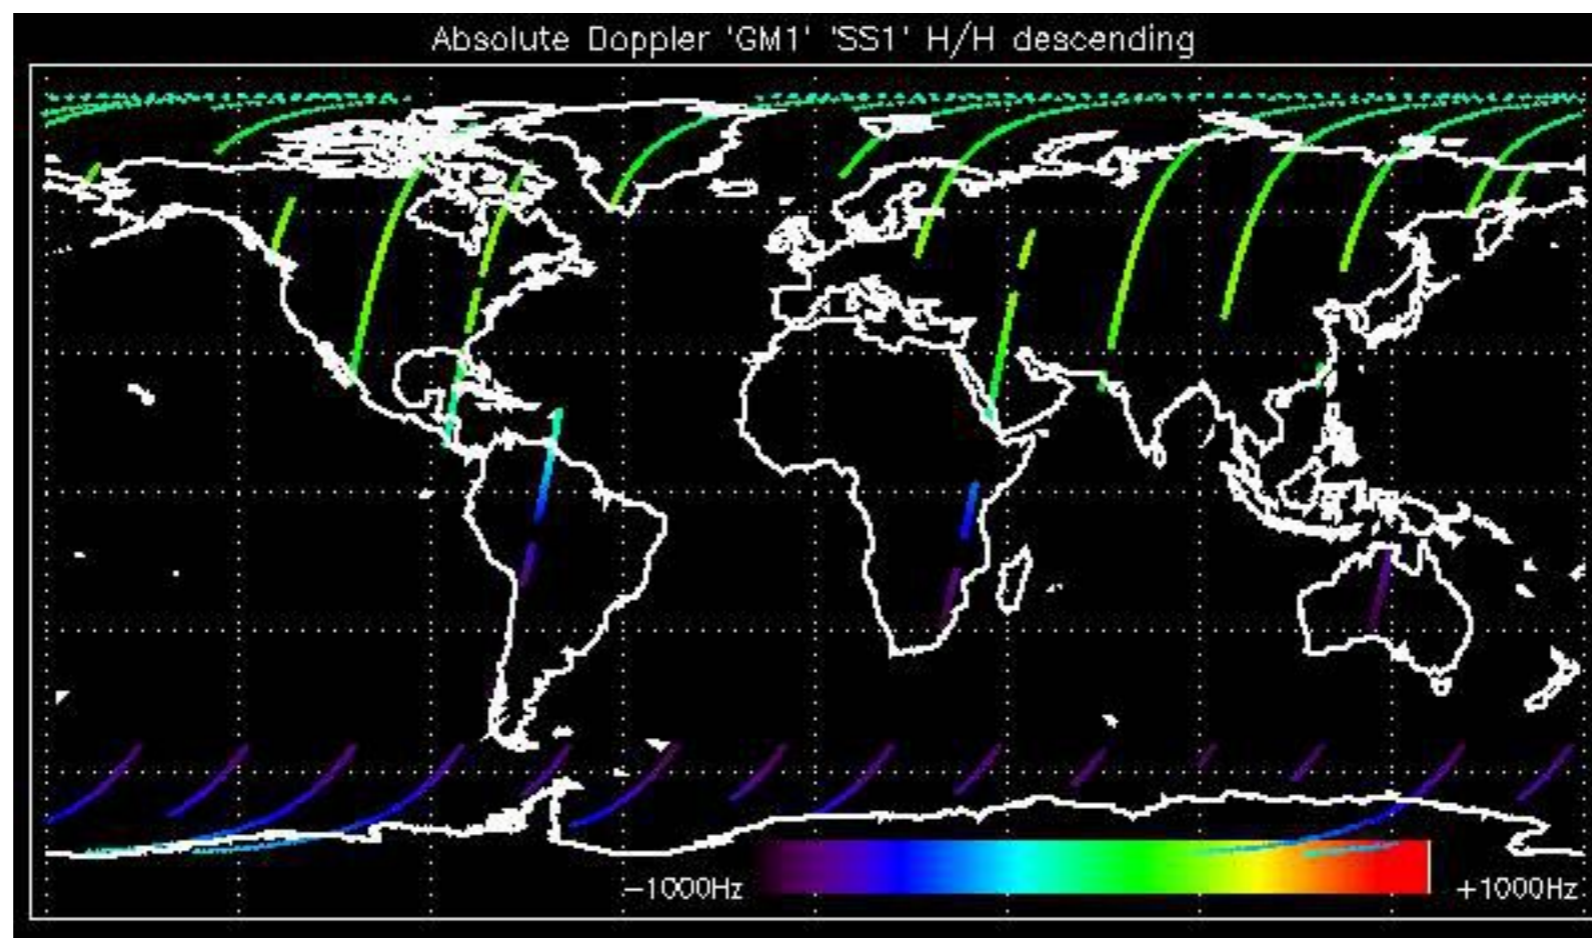 Absolute Doppler 'GM1' 'SS1' H/H descending
−1000Hz
+1000Hz